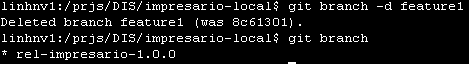 linhnv1:/prjs/DIS/impresario-local$ git branch -d feature1
Deleted branch feature1 (was 8c61301).
linhnv1:/prjs/DIS/impresario-local$ git branch
* rel-impresario-1.0.0